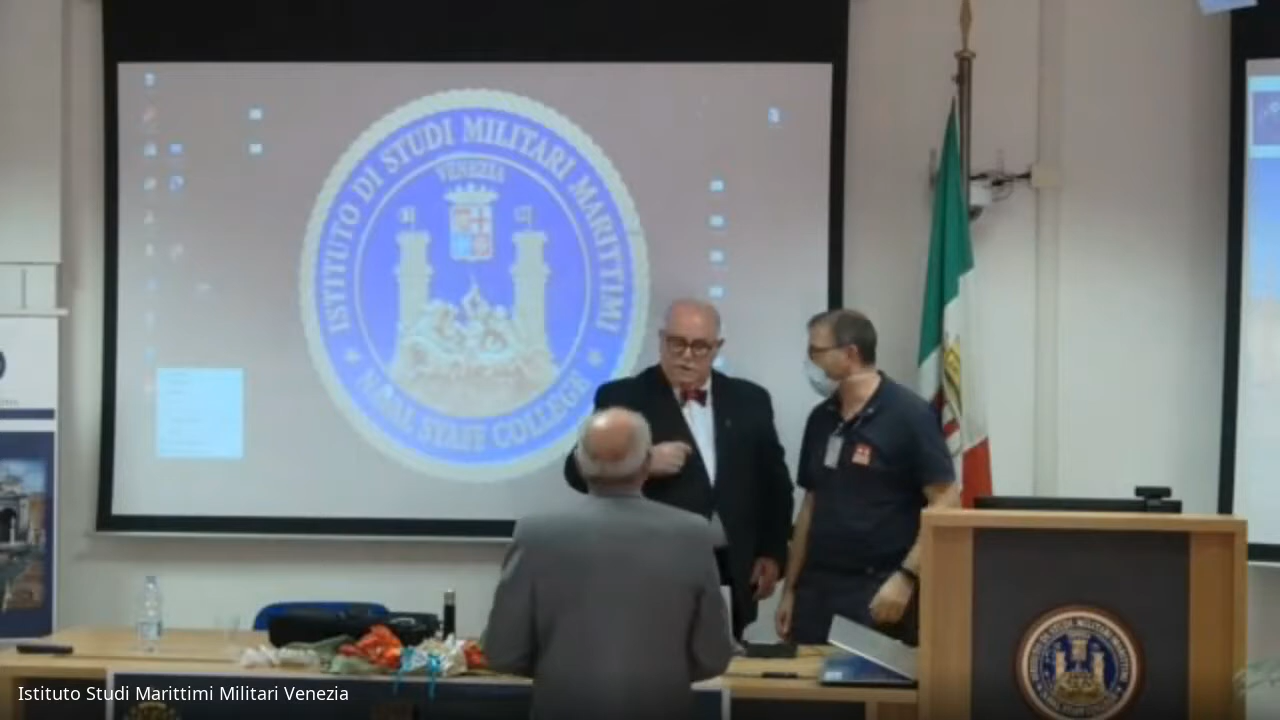 ISTITUTO DI STUDI MILITARI MARITTIMI
VENEZIA
NAVAL STAFF COLLEGE
Istituto Studi Marittimi Militari Venezia